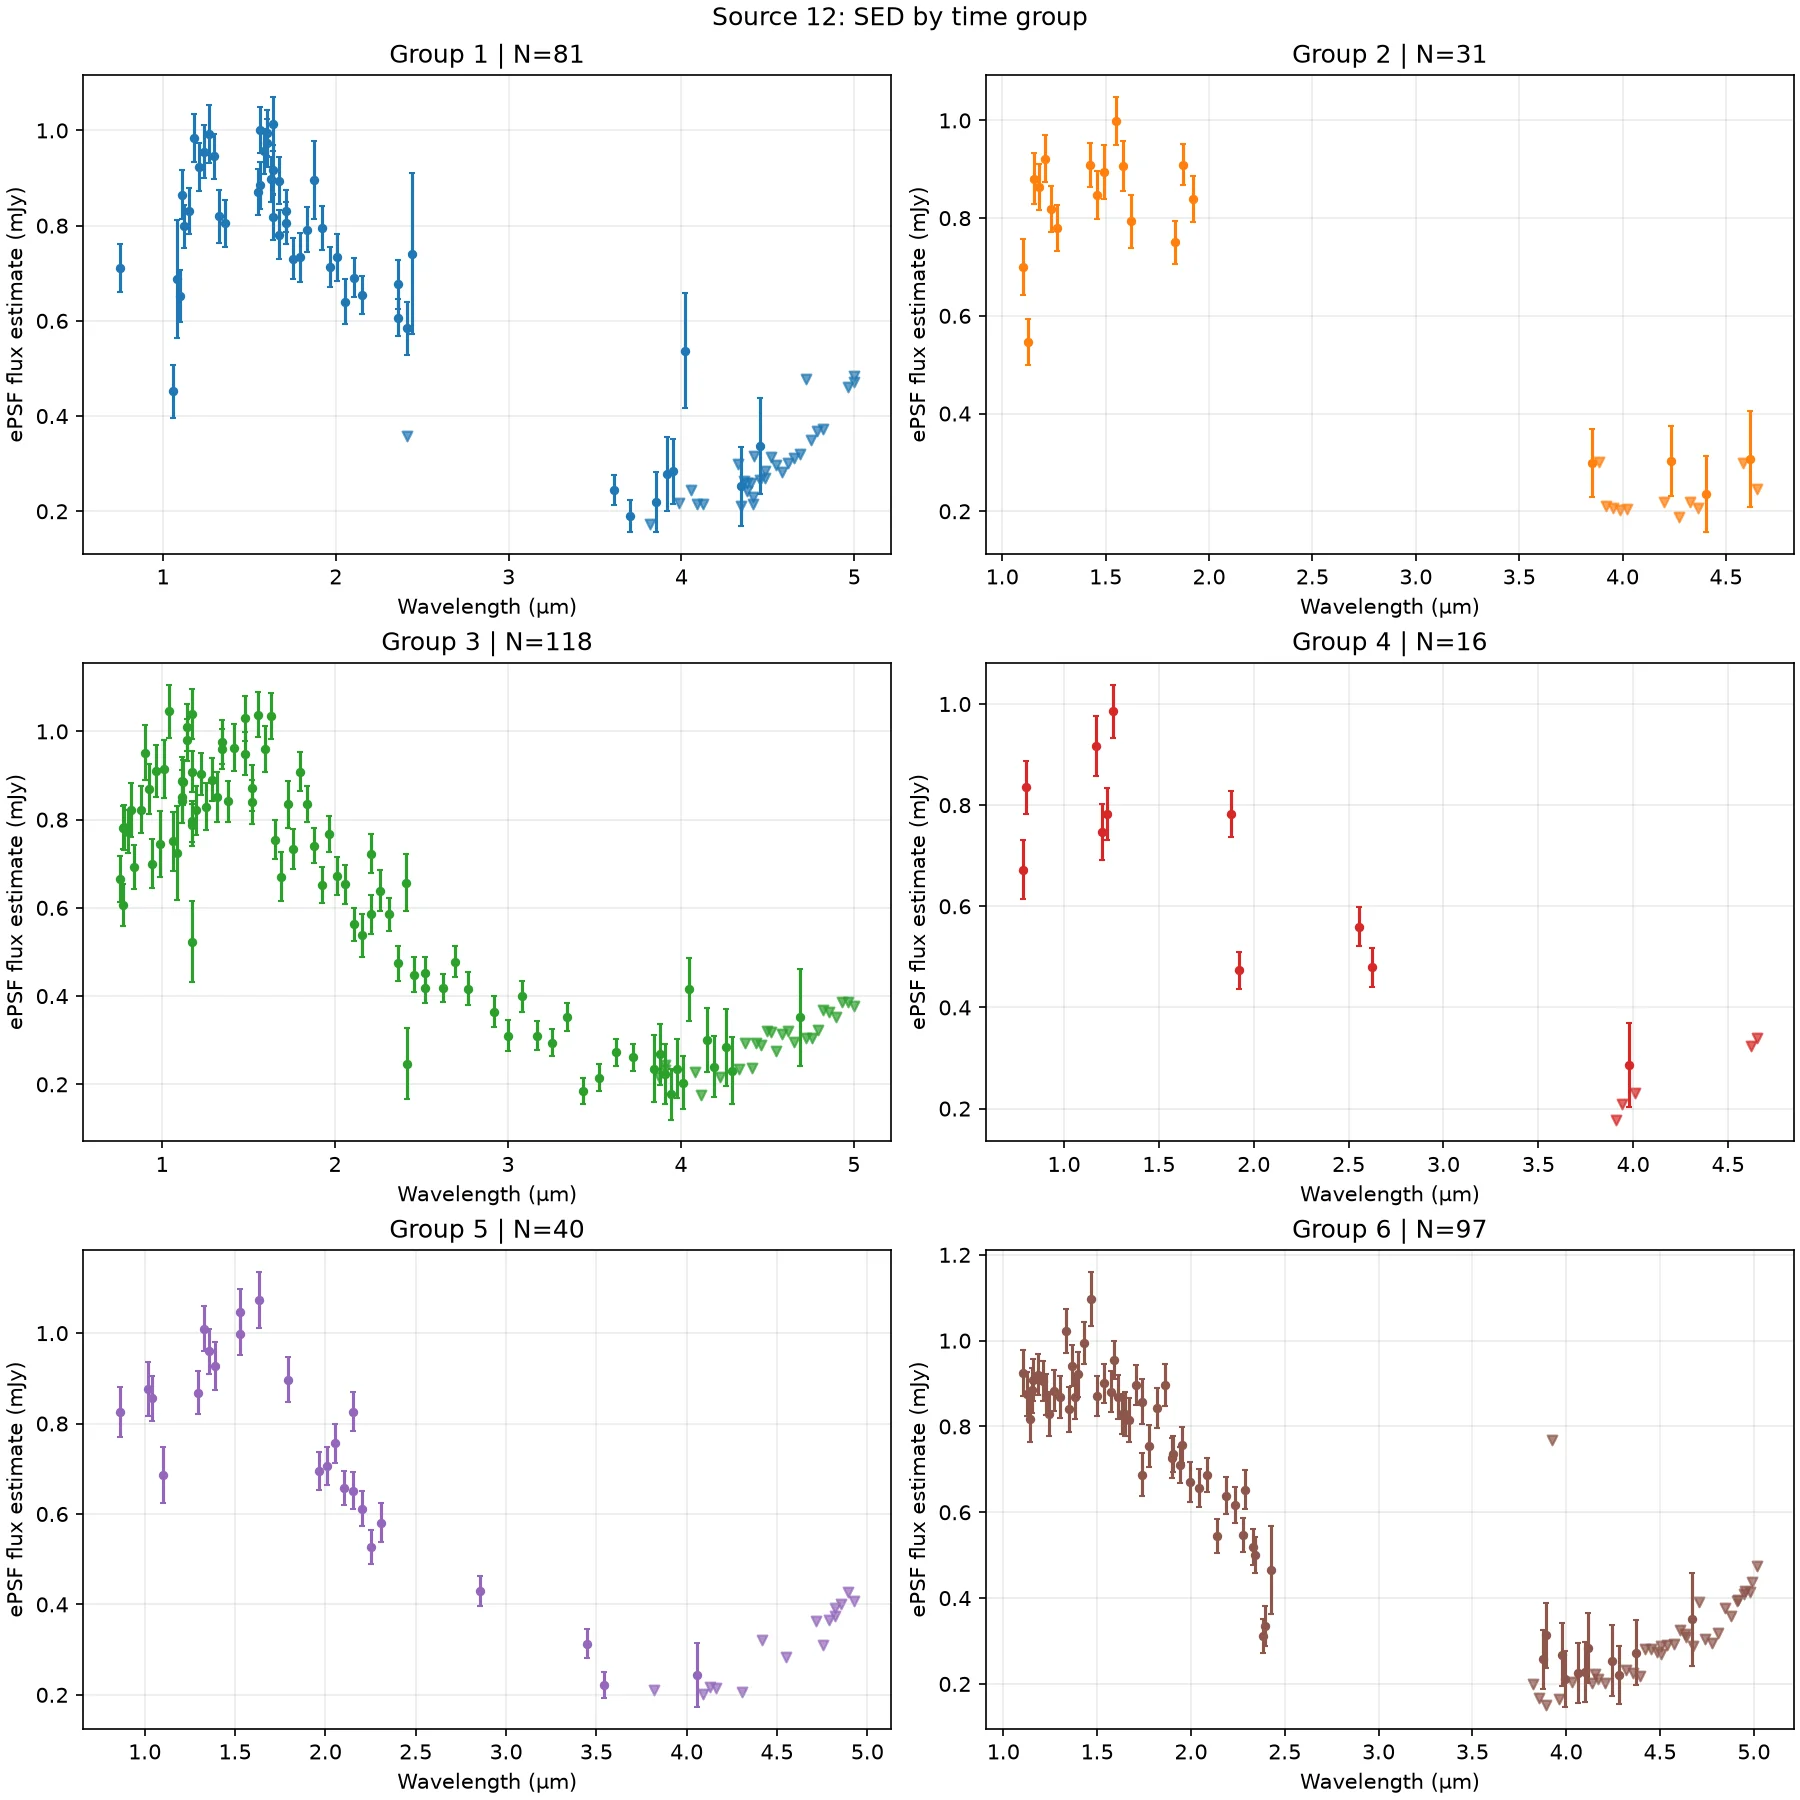 Source 12: SED by time group
Group 1 | N=81
ePSF flux estimate (mJy)
1.0
0.8
0.6
0.4
0.2
1 2 3 4 5
Wavelength (µm)
Group 2 | N=31
ePSF flux estimate (mJy)
1.0
0.8
0.6
0.4
0.2
1.0 1.5 2.0 2.5 3.0 3.5 4.0 4.5
Wavelength (µm)
Group 3 | N=118
ePSF flux estimate (mJy)
1.0
0.8
0.6
0.4
0.2
1 2 3 4 5
Wavelength (µm)
Group 4 | N=16
ePSF flux estimate (mJy)
1.0
0.8
0.6
0.4
0.2
1.0 1.5 2.0 2.5 3.0 3.5 4.0 4.5
Wavelength (µm)
Group 5 | N=40
ePSF flux estimate (mJy)
1.0
0.8
0.6
0.4
0.2
1.0 1.5 2.0 2.5 3.0 3.5 4.0 4.5 5.0
Wavelength (µm)
Group 6 | N=97
ePSF flux estimate (mJy)
1.2
1.0
0.8
0.6
0.4
0.2
1.0 1.5 2.0 2.5 3.0 3.5 4.0 4.5 5.0
Wavelength (µm)